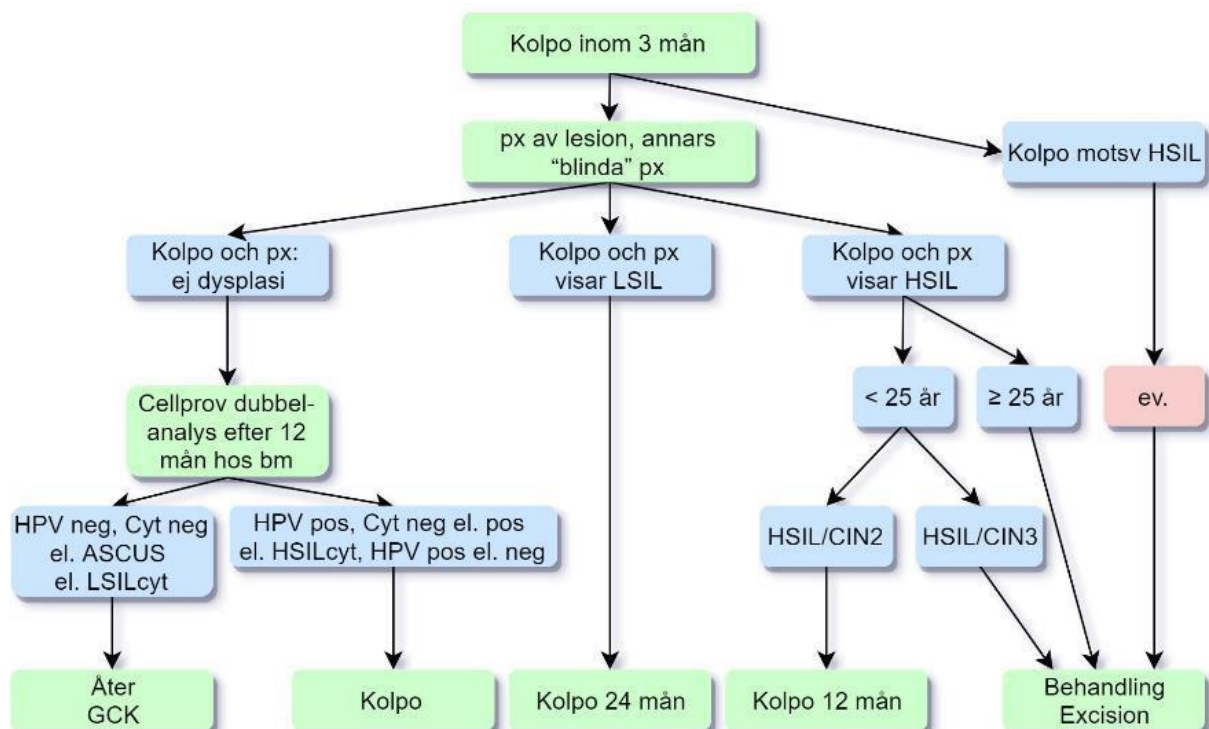 Kolpo inom 3 mån
px av lesion, annars
“blinda” px
Kolpo motsv HSIL
Kolpo och px:
ej dysplasi
Kolpo och px
visar LSIL
Kolpo och px
visar HSIL
< 25 år
≥ 25 år
ev.
Cellprov dubbel-
analys efter 12
mån hos bm
HPV neg, Cyt neg
el. ASCUS
el. LSILcyt
HPV pos, Cyt neg el. pos
el. HSILcyt, HPV pos el. neg
HSIL/CIN2
HSIL/CIN3
Åter
GCK
Kolpo
Kolpo 24 mån
Kolpo 12 mån
Behandling
Excision